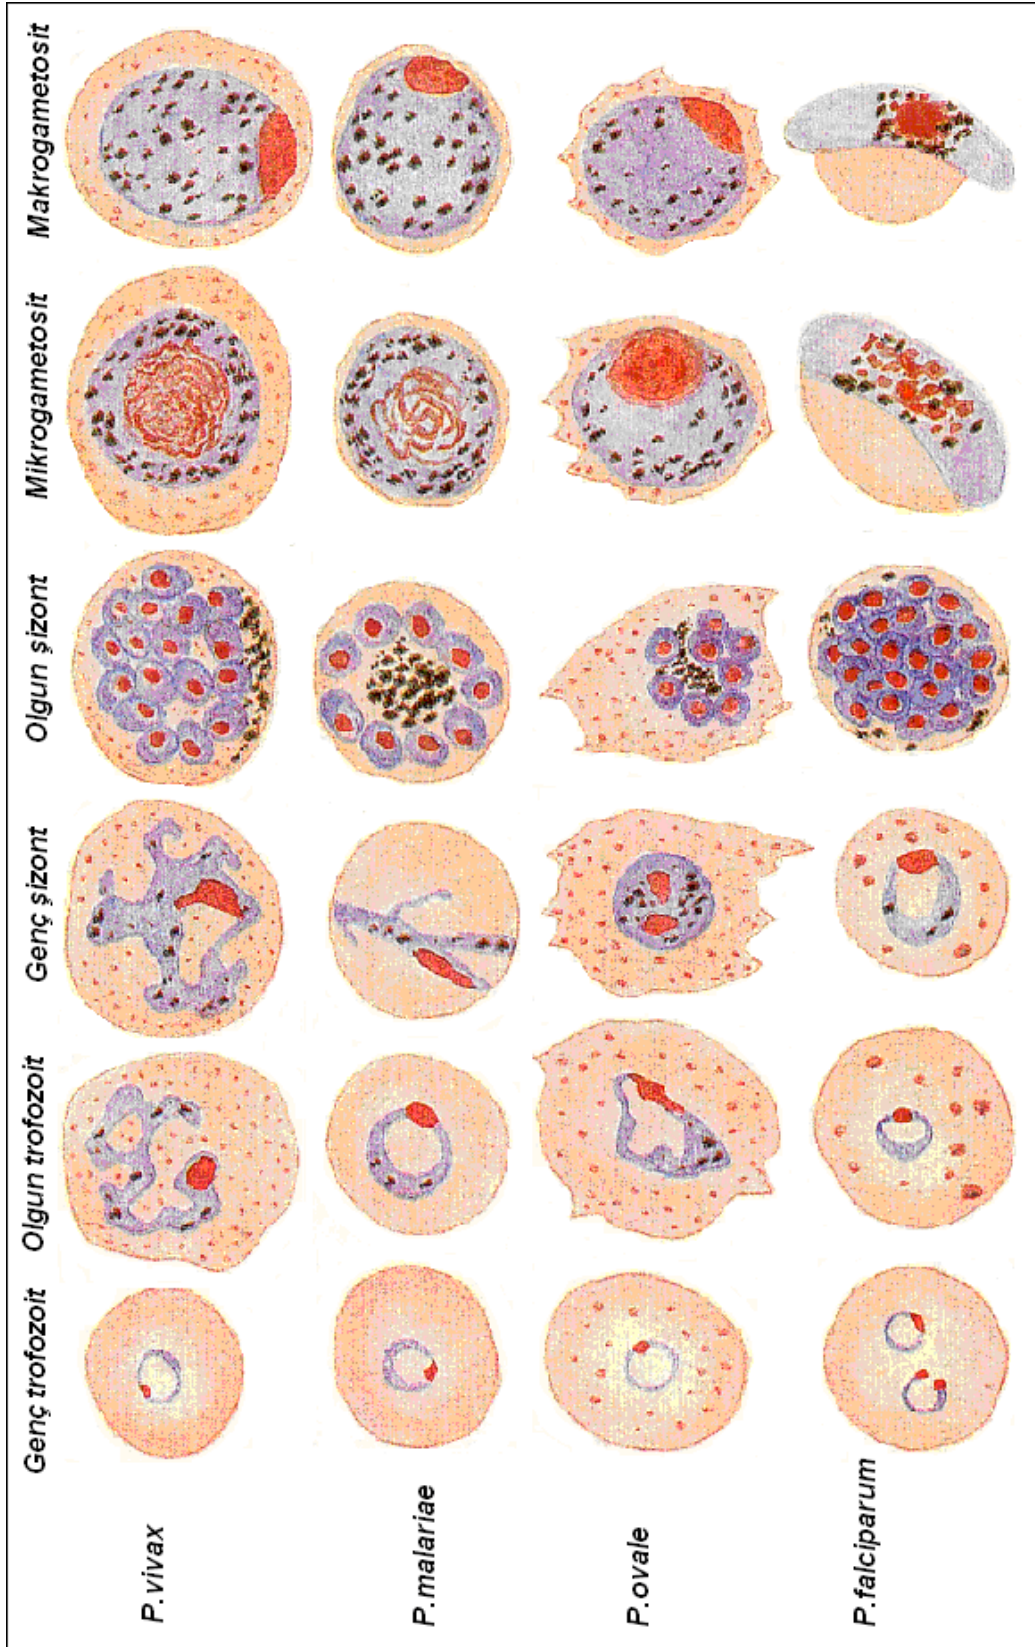 Genç trofozoit
Olgun trofozoit
Genç şizont
Olgun şizont
Mikrogametosit
Makrogametosit
P.vivax
P.malariae
P.ovale
P.falciparum